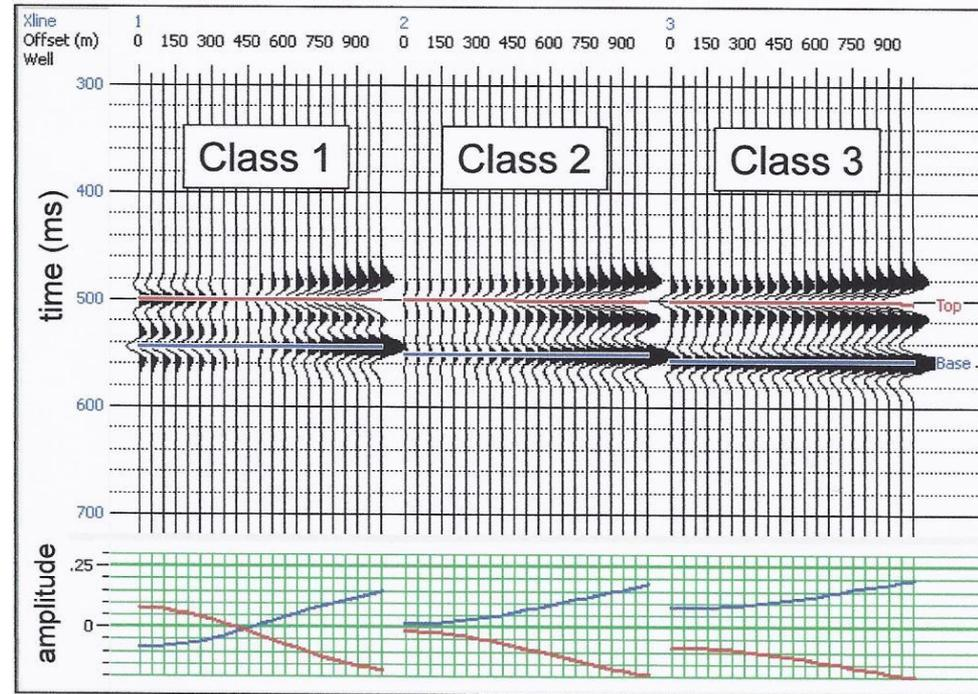 Xline 1 2 3
Offset (m) 0 150 300 450 600 750 900 0 150 300 450 600 750 900 0 150 300 450 600 750 900
Well
300
Class 1 Class 2 Class 3
400
time (ms)
500
Top
Base
600
700
amplitude
.25
0